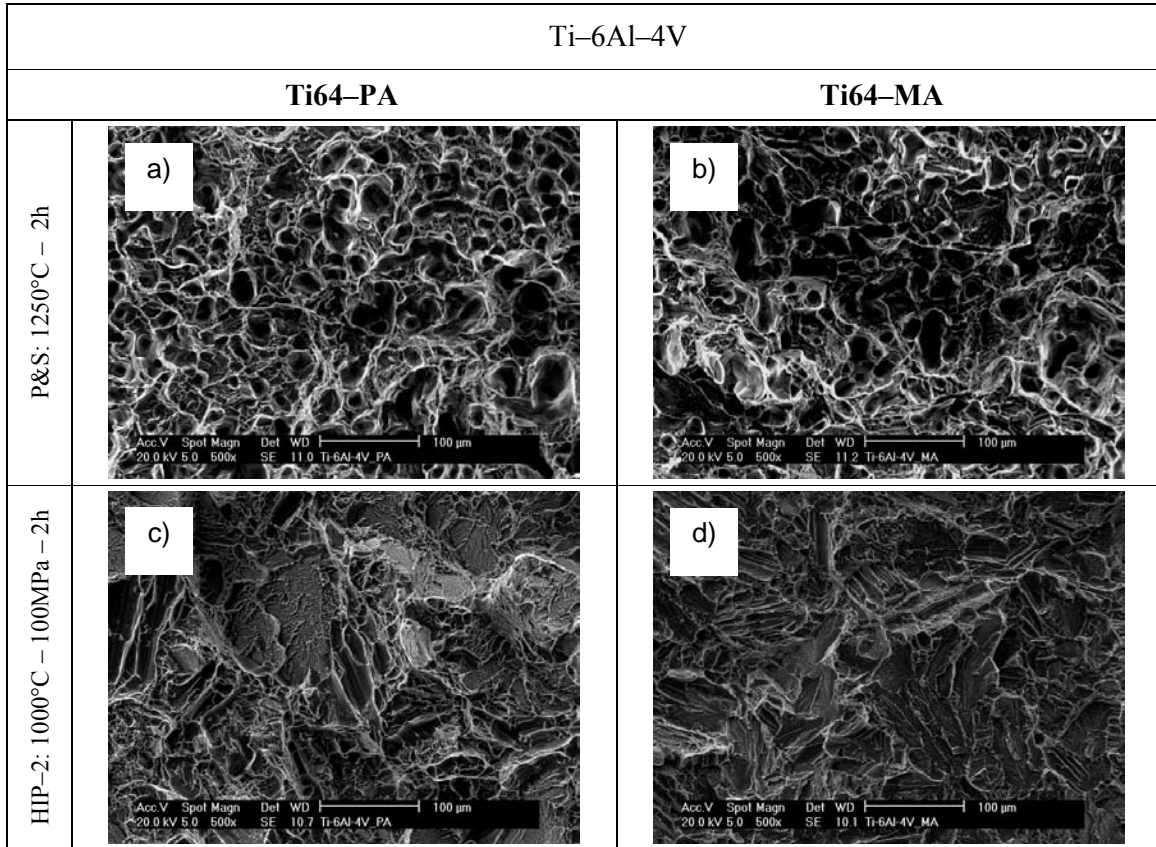 Ti–6Al–4V
Ti64–PA
Ti64–MA
P&S: 1250°C – 2h
a)
Acc.V Spot Magn Det WD 100 µm
20.0 kV 5.0 500x SE 11.0 Ti-6Al-4V_PA
b)
Acc.V Spot Magn Det WD 100 µm
20.0 kV 5.0 500x SE 11.2 Ti-6Al-4V_MA
HIP–2: 1000°C – 100MPa – 2h
c)
Acc.V Spot Magn Det WD 100 µm
20.0 kV 5.0 500x SE 10.7 Ti-6Al-4V_PA
d)
Acc.V Spot Magn Det WD 100 µm
20.0 kV 5.0 500x SE 10.1 Ti-6Al-4V_MA